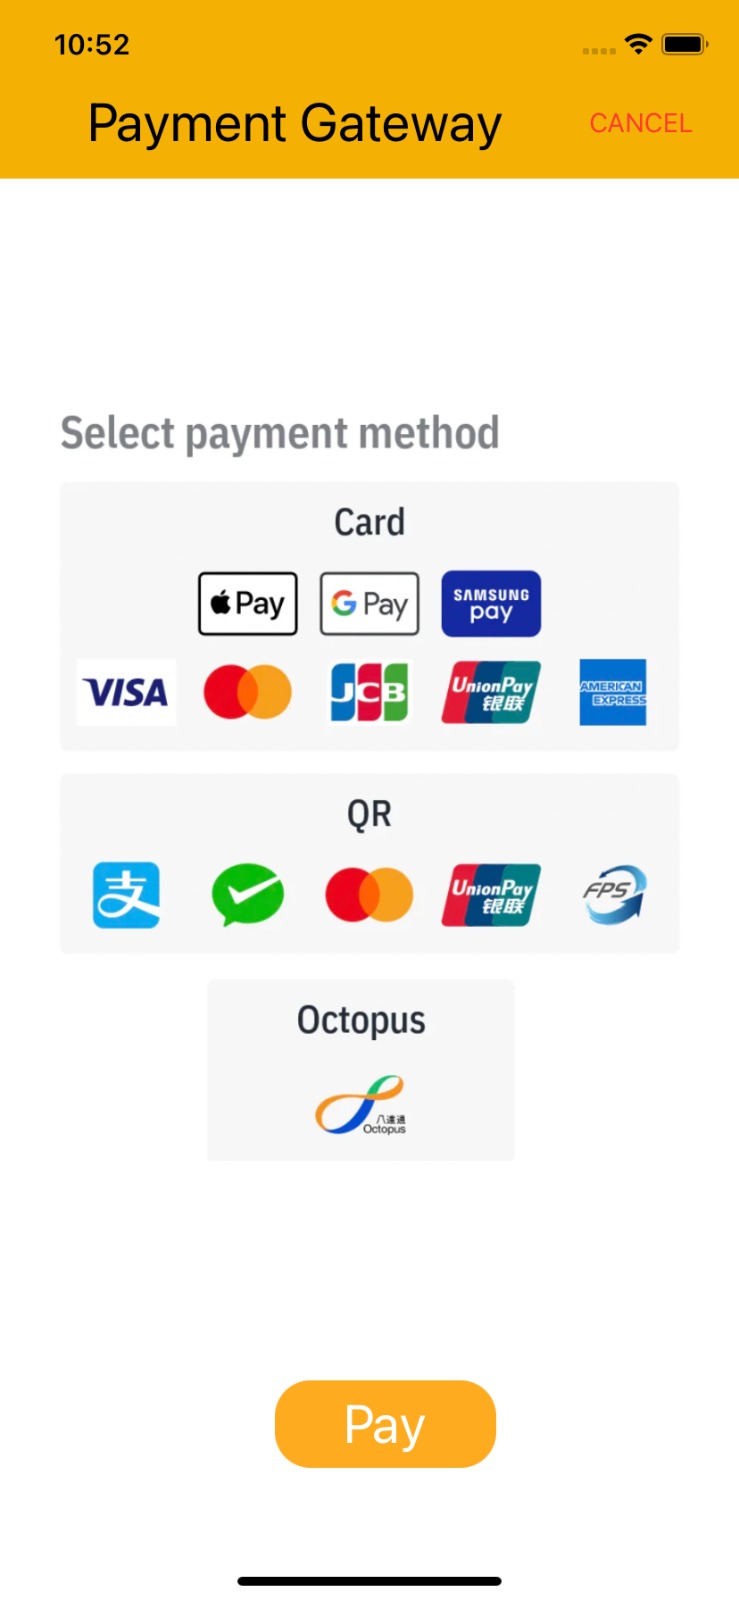 10:52
Payment Gateway
CANCEL
Select payment method
Card
Pay
G Pay
SAMSUNG
pay
VISA
JCB
UnionPay
银联
AMERICAN
EXPRESS
QR
支
UnionPay
银联
FPS
Octopus
八達通
Octopus
Pay